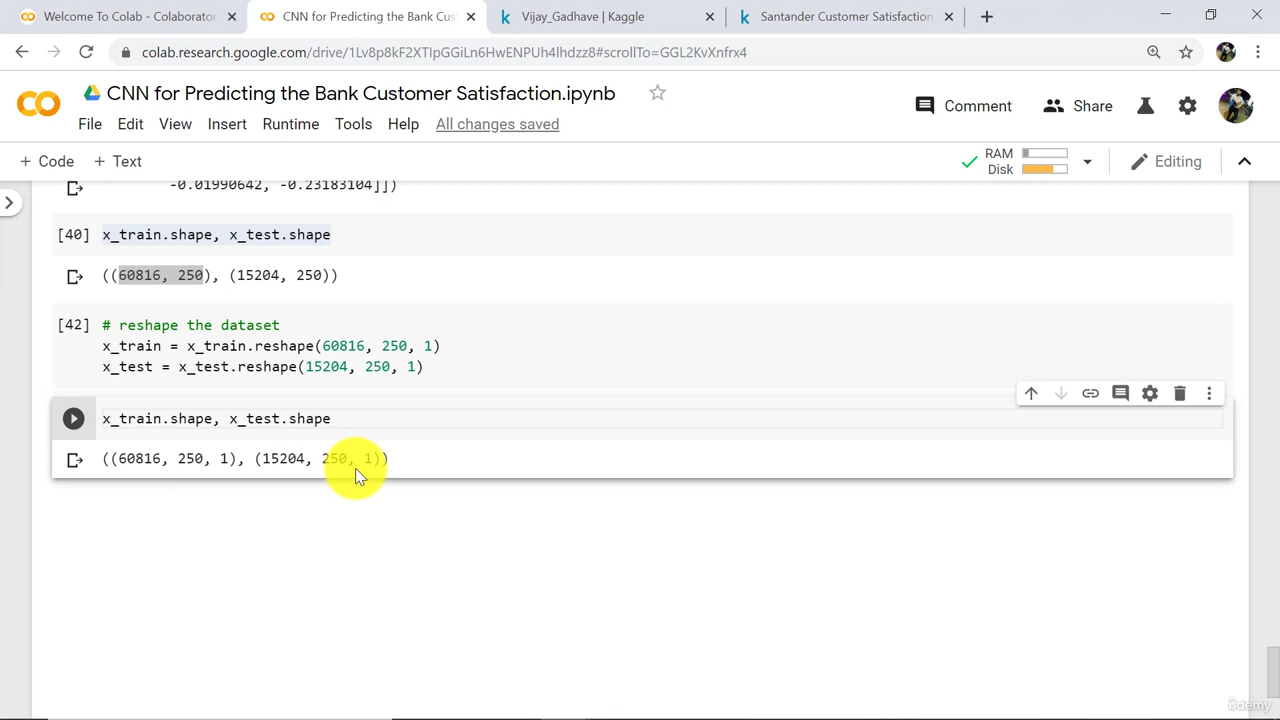 Welcome To Colab - Colaborator
CNN for Predicting the Bank Cust
Vijay_Gadhave | Kaggle
Santander Customer Satisfaction
colab.research.google.com/drive/1Lv8p8kF2XTIpGGiLn6HwENPUh4lhdzz8#scrollTo=GGL2KvXnfrx4
CNN for Predicting the Bank Customer Satisfaction.ipynb
Comment
Share
File Edit View Insert Runtime Tools Help All changes saved
+ Code + Text
RAM
Disk
Editing
-0.01990642, -0.23183104]])
[40] x_train.shape, x_test.shape
((60816, 250), (15204, 250))
[42] # reshape the dataset
x_train = x_train.reshape(60816, 250, 1)
x_test = x_test.reshape(15204, 250, 1)
x_train.shape, x_test.shape
((60816, 250, 1), (15204, 250, 1))
ûdemy